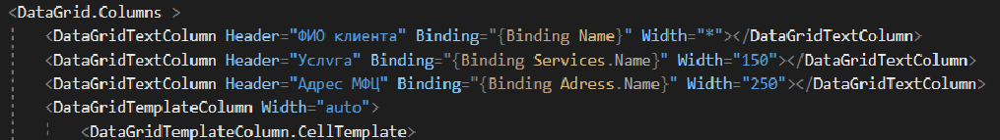 <DataGrid.Columns >
<DataGridTextColumn Header="ФИО клиента" Binding="{Binding Name}" Width="*"></DataGridTextColumn>
<DataGridTextColumn Header="Услvга" Binding="{Binding Services.Name}" Width="150"></DataGridTextColumn>
<DataGridTextColumn Header="Адрес МФЦ" Binding="{Binding Adress.Name}" Width="250"></DataGridTextColumn>
<DataGridTemplateColumn Width="auto">
<DataGridTemplateColumn.CellTemplate>